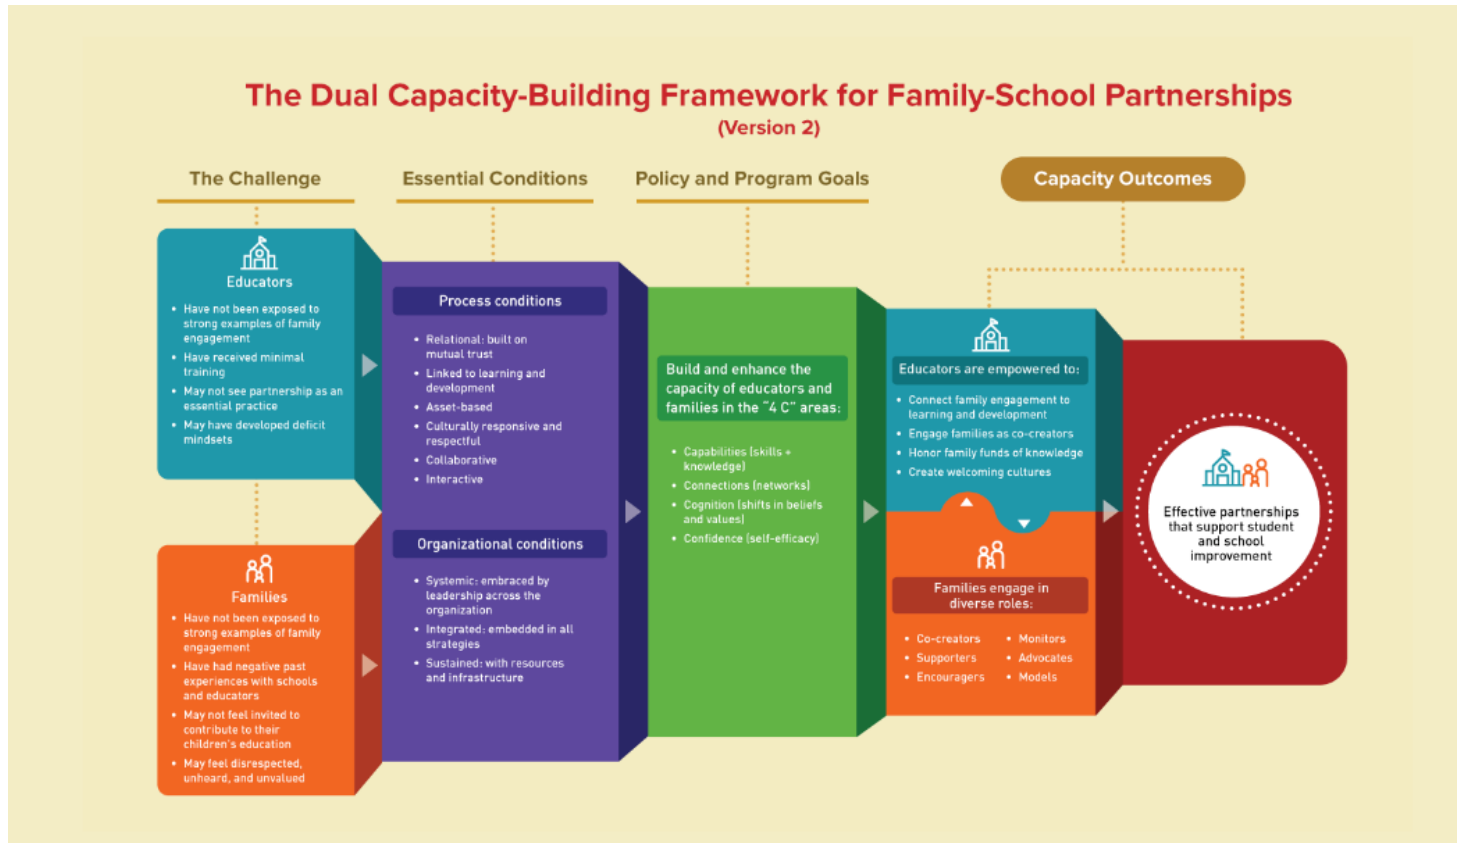 The Dual Capacity-Building Framework for Family-School Partnerships
(Version 2)
The Challenge
Essential Conditions
Policy and Program Goals
Capacity Outcomes
Educators
• Have not been exposed to
strong examples of family
engagement
• Have received minimal
training
• May not see partnership as an
essential practice
• May have developed deficit
mindsets
Families
• Have not been exposed to
strong examples of family
engagement
• Have had negative past
experiences with schools
and educators
• May not feel invited to
contribute to their
children's education
• May feel disrespected,
unheard, and unvalued
Process conditions
• Relational: built on
mutual trust
• Linked to learning and
development
• Asset-based
• Culturally responsive and
respectful
• Collaborative
• Interactive
Organizational conditions
• Systemic: embraced by
leadership across the
organization
• Integrated: embedded in all
strategies
• Sustained: with resources
and infrastructure
Build and enhance the
capacity of educators and
families in the "4 C" areas:
• Capabilities (skills +
knowledge)
• Connections (networks)
• Cognition (shifts in beliefs
and values)
• Confidence (self-efficacy)
Educators are empowered to:
• Connect family engagement to
learning and development
• Engage families as co-creators
• Honor family funds of knowledge
• Create welcoming cultures
Families engage in
diverse roles:
• Co-creators
• Supporters
• Encouragers
• Monitors
• Advocates
• Models
Effective partnerships
that support student
and school
improvement